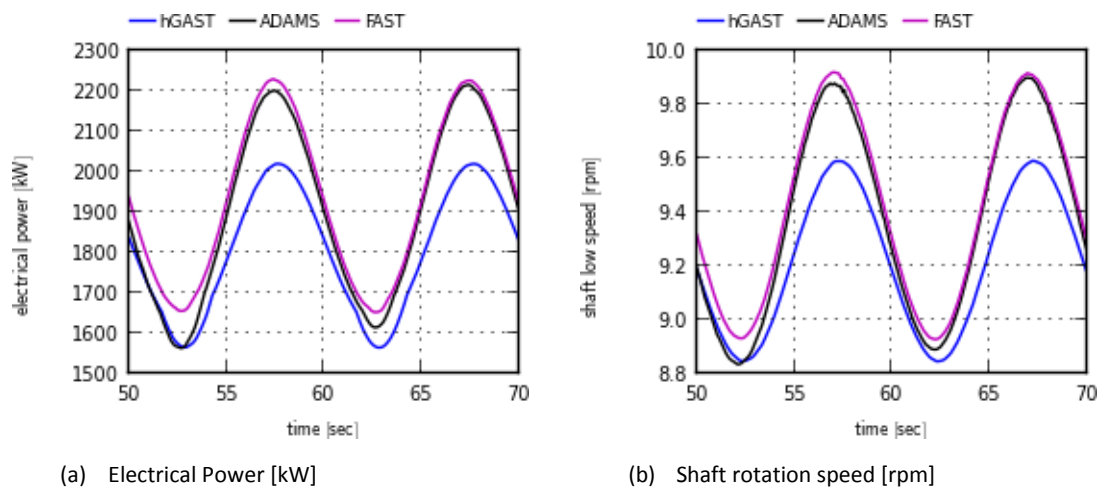 hGAST ADAMS FAST
2300
2200
2100
2000
1900
1800
1700
1600
1500
electrical power [kW]
50 55 60 65 70
time [sec]
(a) Electrical Power [kW]
hGAST ADAMS FAST
10.0
9.8
9.6
9.4
9.2
9.0
8.8
shaft low speed [rpm]
50 55 60 65 70
time [sec]
(b) Shaft rotation speed [rpm]